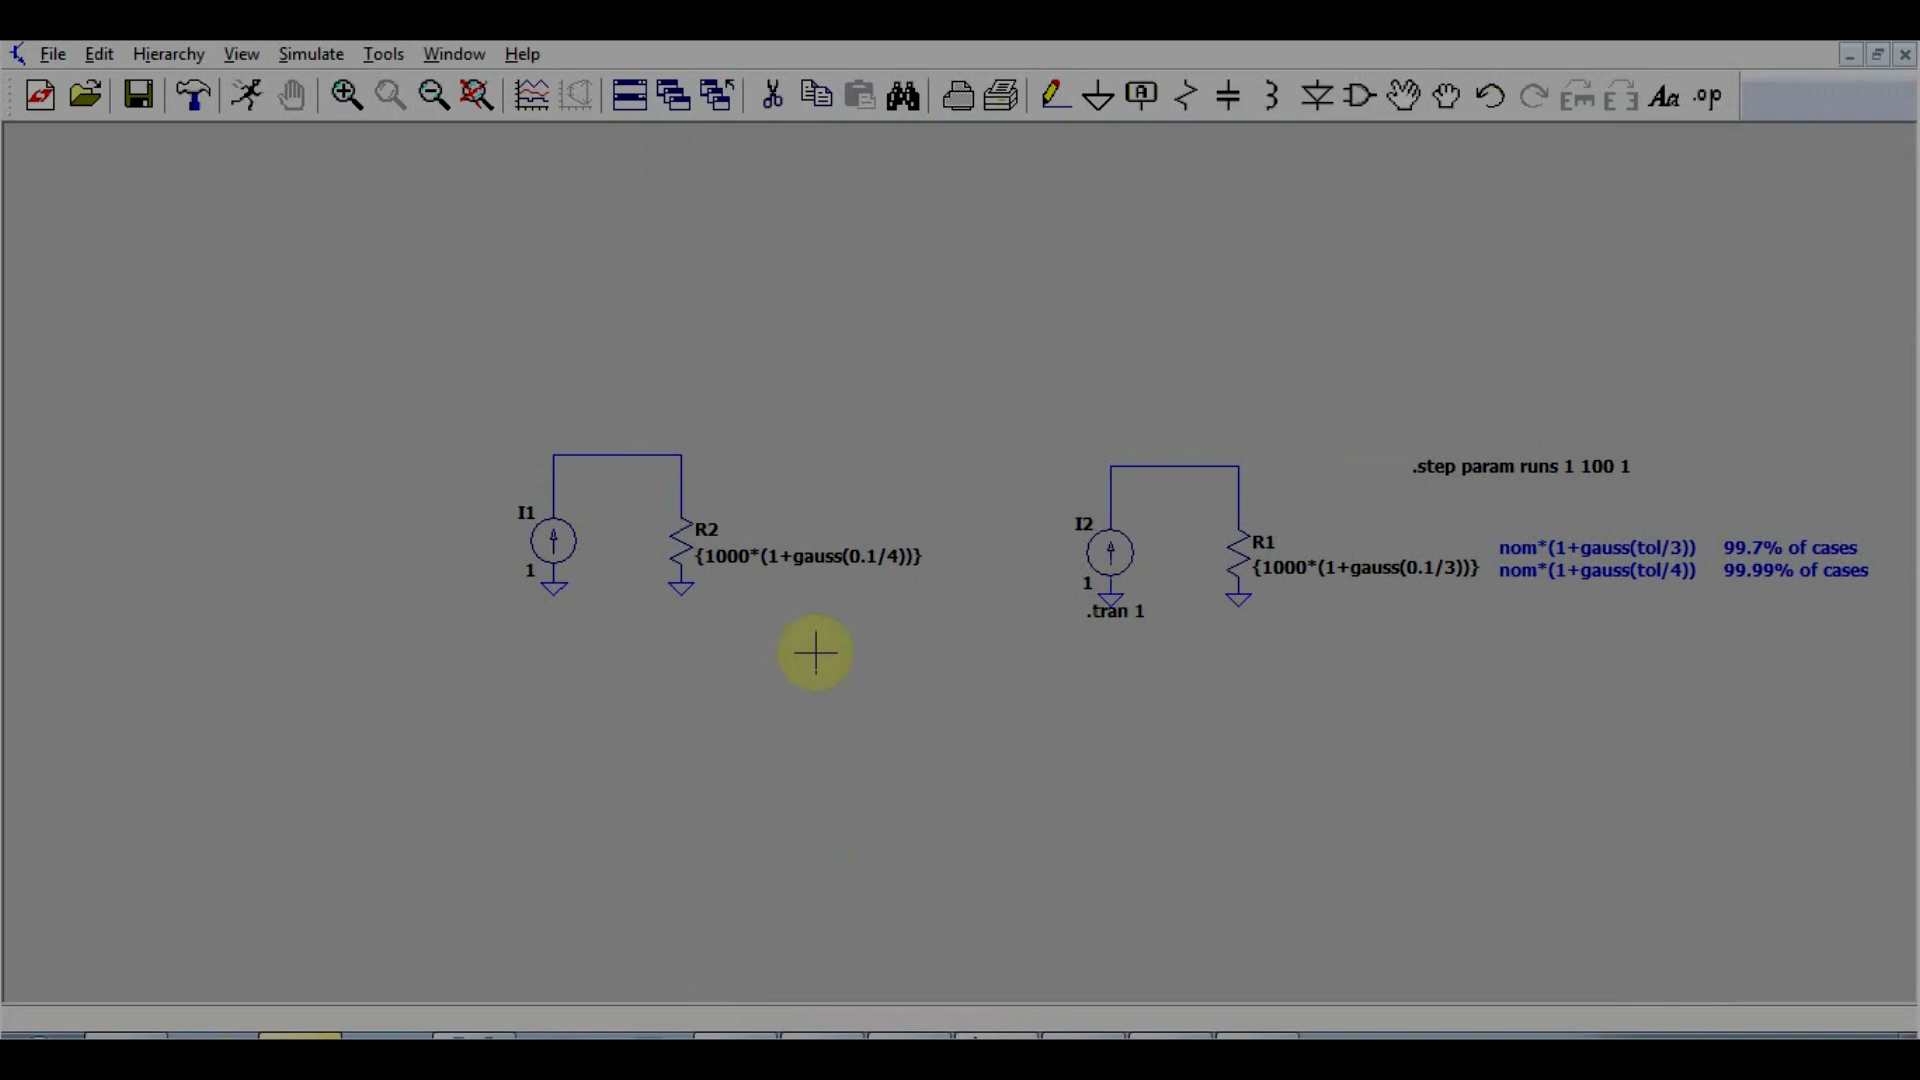 File Edit Hierarchy View Simulate Tools Window Help
A Aa .op
.step param runs 1 100 1
I1
R2
{1000*(1+gauss(0.1/4))}
1
I2
R1
{1000*(1+gauss(0.1/3))}
1
.tran 1
nom*(1+gauss(tol/3)) 99.7% of cases
nom*(1+gauss(tol/4)) 99.99% of cases